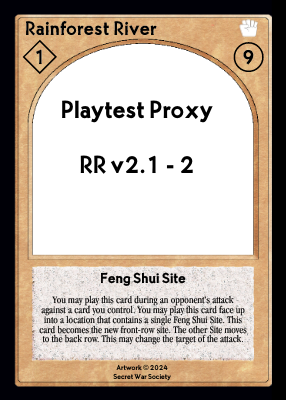 Rainforest River
1
9
Playtest Proxy
RR v2.1 - 2
Feng Shui Site
You may play this card during an opponent's attack
against a card you control. You may play this card face up
into a location that contains a single Feng Shui Site. This
card becomes the new front-row site. The other Site moves
to the back row. This may change the target of the attack.
Artwork © 2024
Secret War Society